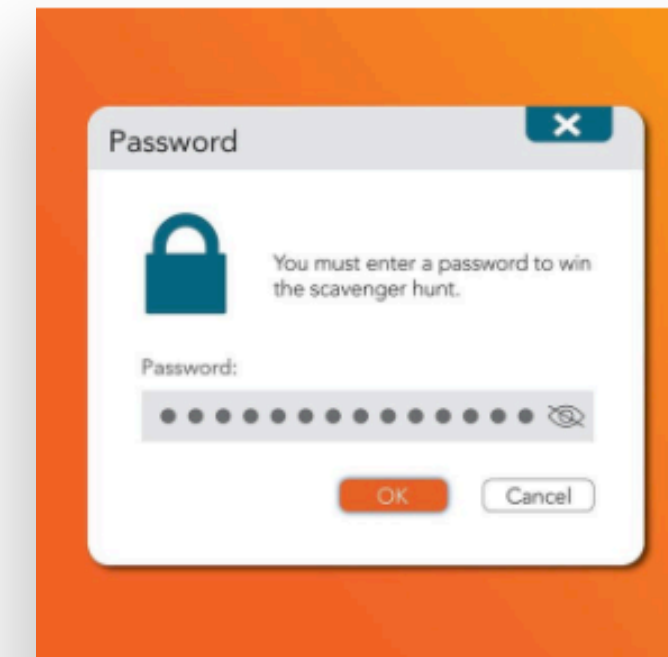 Password
You must enter a password to win
the scavenger hunt.
Password:
OK
Cancel